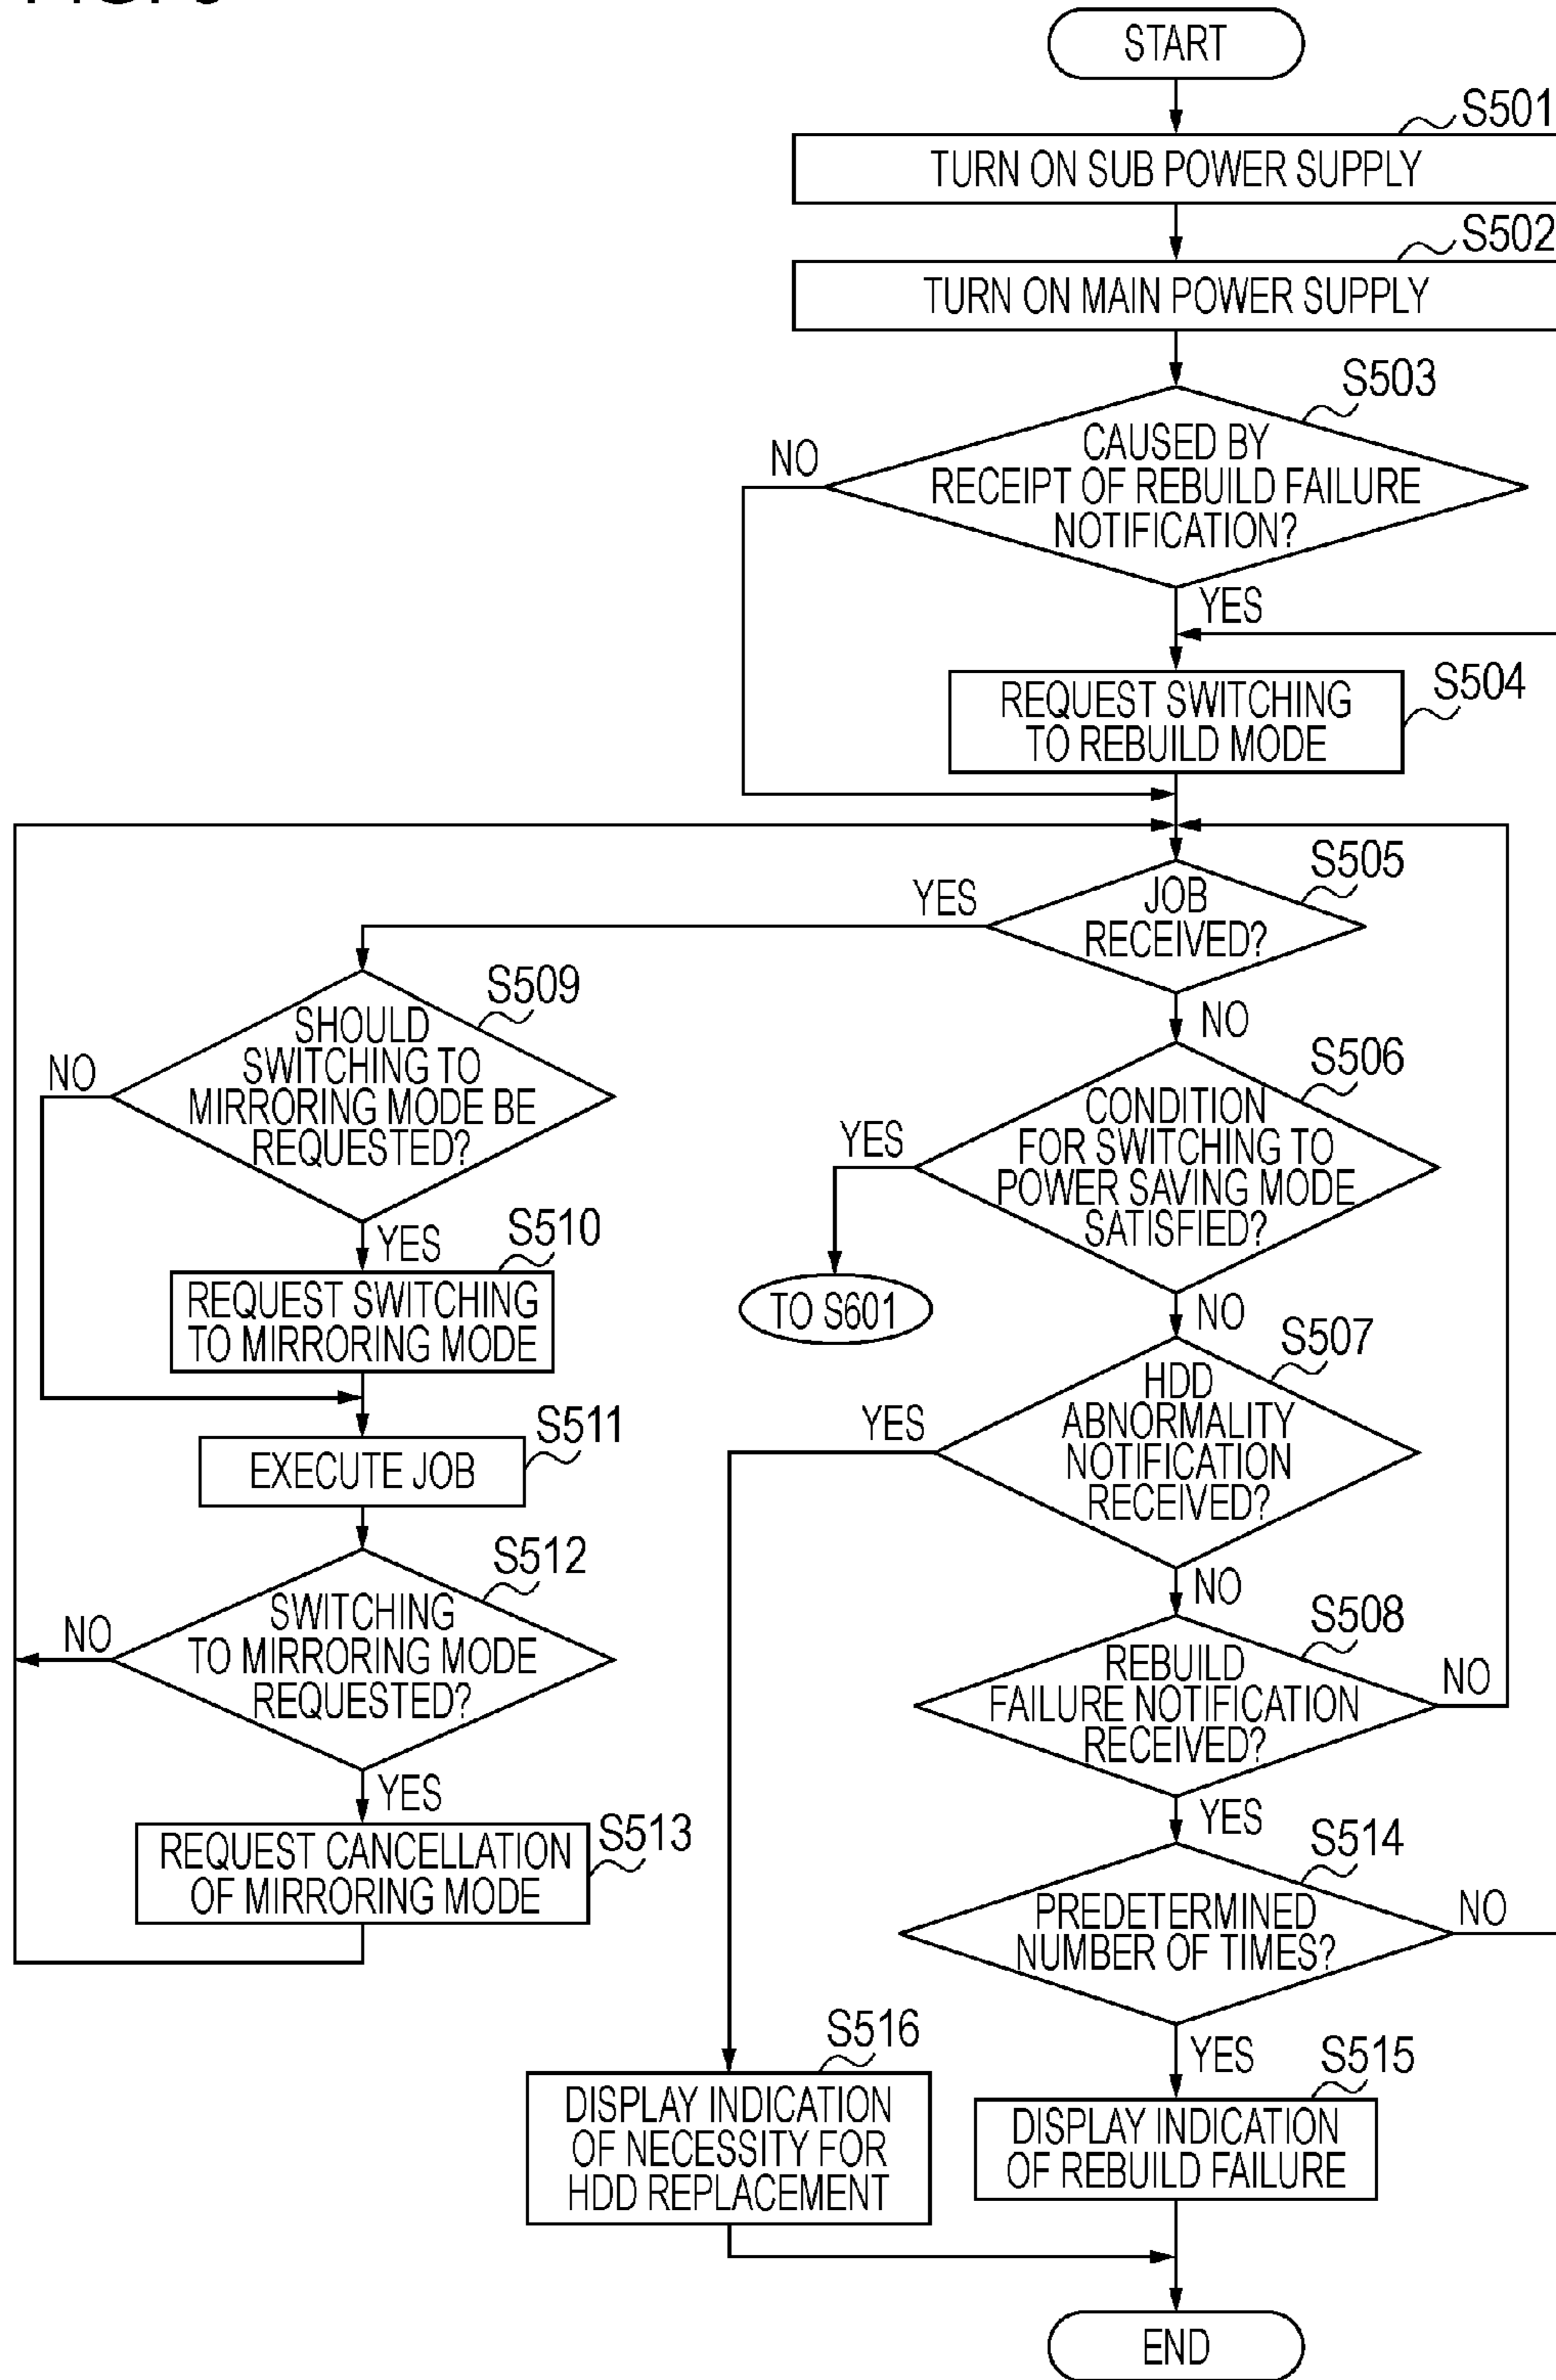 START
S501
TURN ON SUB POWER SUPPLY
S502
TURN ON MAIN POWER SUPPLY
S503
CAUSED BY
RECEIPT OF REBUILD FAILURE
NOTIFICATION?
NO
YES
S504
REQUEST SWITCHING
TO REBUILD MODE
S505
JOB
RECEIVED?
YES
NO
S509
SHOULD
SWITCHING TO
MIRRORING MODE BE
REQUESTED?
NO
YES
S506
CONDITION
FOR SWITCHING TO
POWER SAVING MODE
SATISFIED?
YES
TO S601
NO
S510
REQUEST SWITCHING
TO MIRRORING MODE
S507
HDD
ABNORMALITY
NOTIFICATION
RECEIVED?
YES
NO
S511
EXECUTE JOB
S512
SWITCHING
TO MIRRORING MODE
REQUESTED?
NO
YES
S508
REBUILD
FAILURE NOTIFICATION
RECEIVED?
NO
YES
S513
REQUEST CANCELLATION
OF MIRRORING MODE
S514
PREDETERMINED
NUMBER OF TIMES?
NO
YES
S516
DISPLAY INDICATION
OF NECESSITY FOR
HDD REPLACEMENT
S515
DISPLAY INDICATION
OF REBUILD FAILURE
END